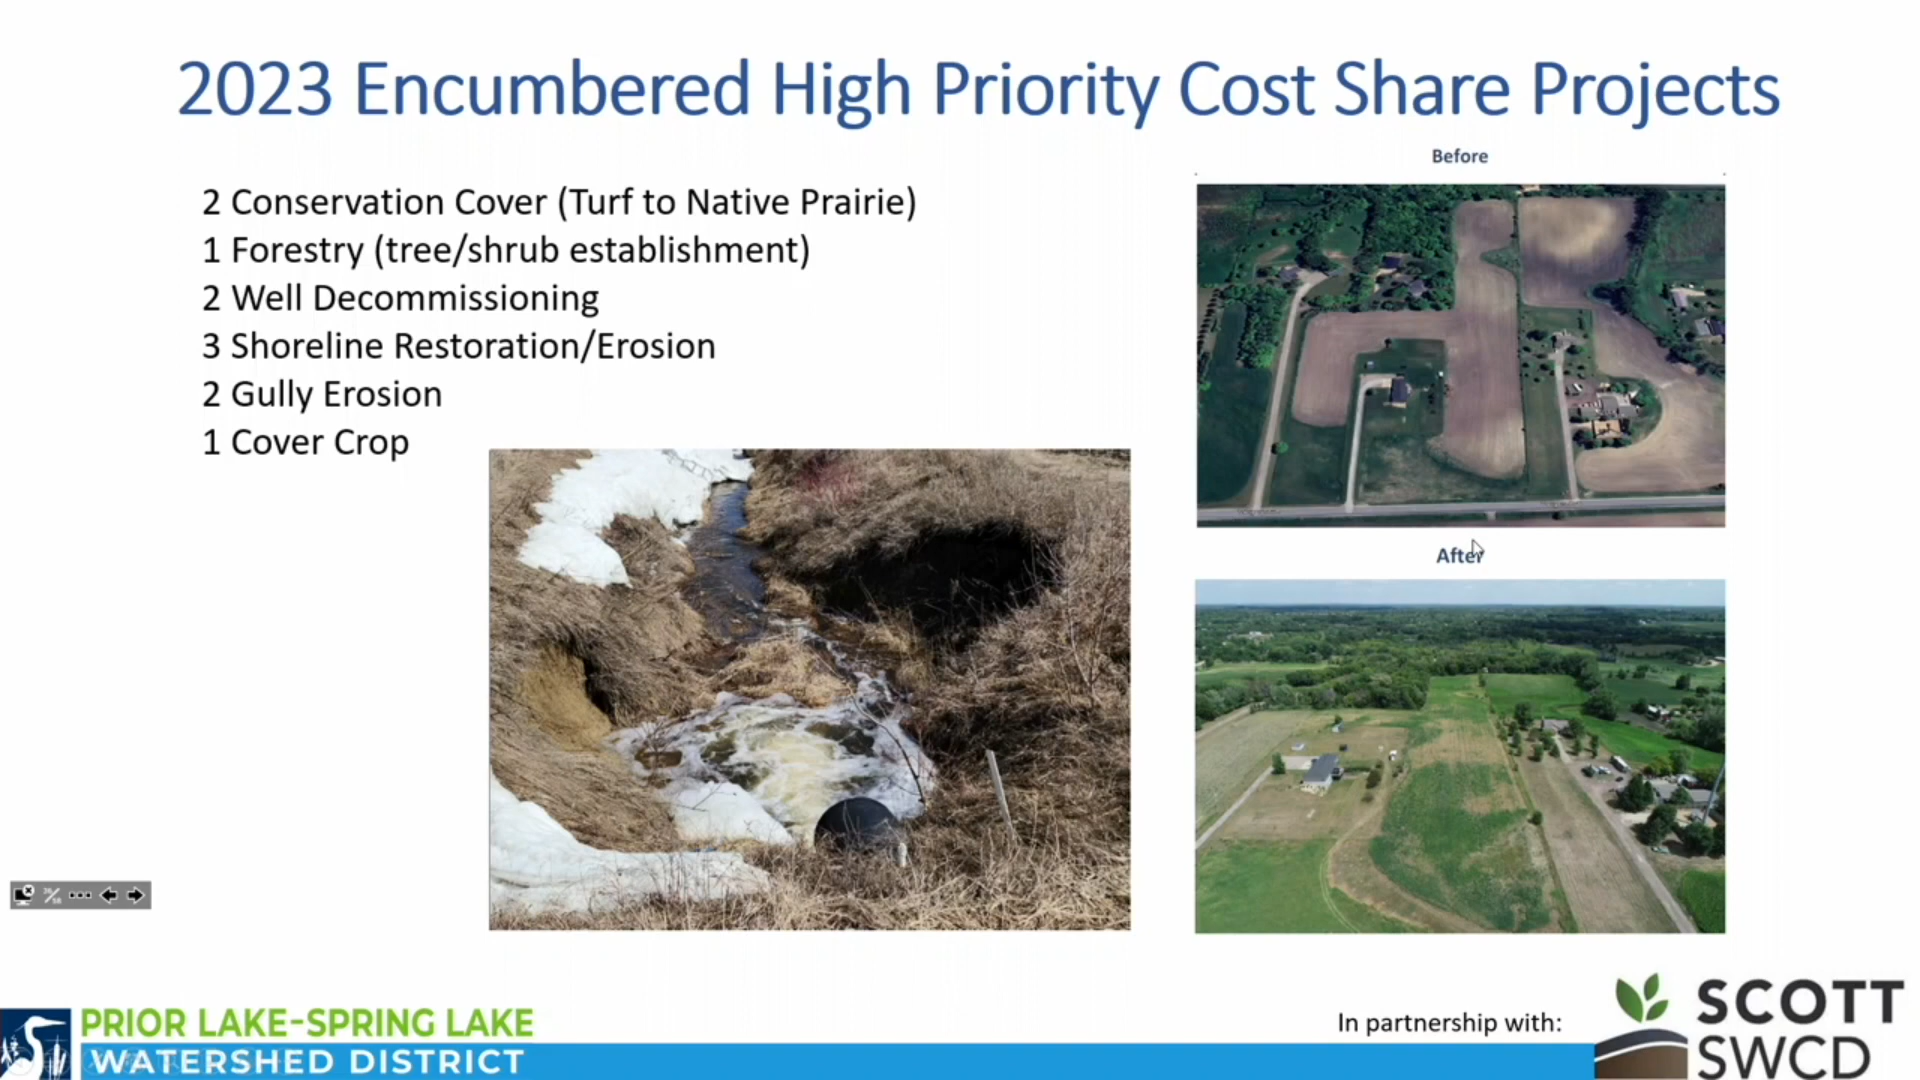 2023 Encumbered High Priority Cost Share Projects
Before
2 Conservation Cover (Turf to Native Prairie)
1 Forestry (tree/shrub establishment)
2 Well Decommissioning
3 Shoreline Restoration/Erosion
2 Gully Erosion
1 Cover Crop
After
PRIOR LAKE-SPRING LAKE
WATERSHED DISTRICT
In partnership with:
SCOTT
SWCD